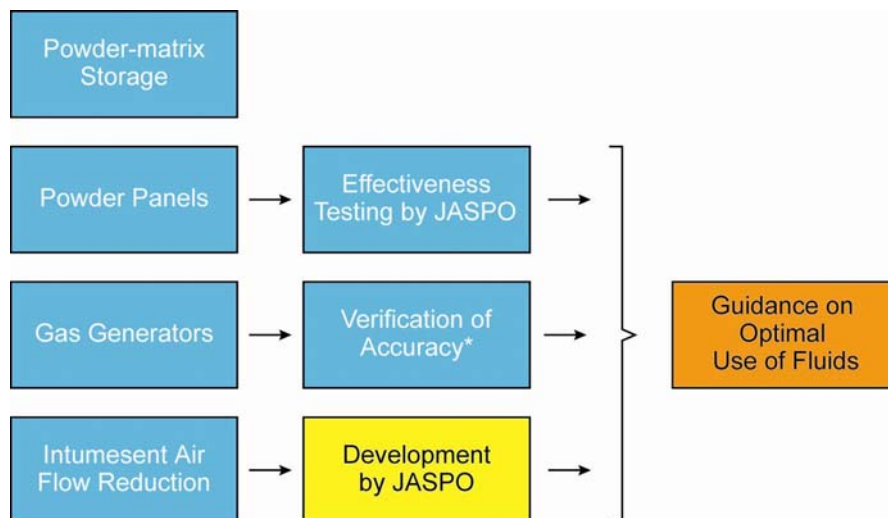 Powder-matrix
Storage
Powder Panels
Effectiveness
Testing by JASPO
Gas Generators
Verification of
Accuracy*
Guidance on
Optimal
Use of Fluids
Intumesent Air
Flow Reduction
Development
by JASPO